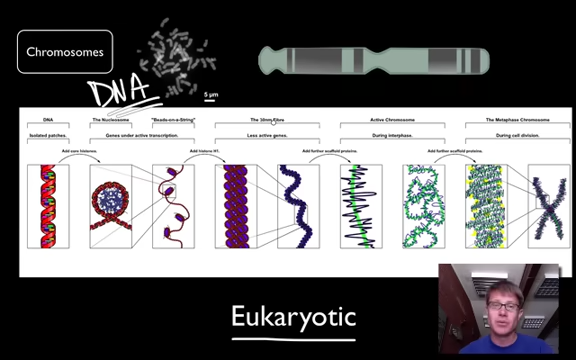 Chromosomes
DNA
5 µm
DNA
The Nucleosome
"Beads-on-a-String"
The 30nm Fibre
Active Chromosome
The Metaphase Chromosome
Isolated patches.
Genes under active transcription.
Less active genes.
During interphase.
During cell division.
Add core histones.
Add histone H1.
Add further scaffold proteins.
Add further scaffold proteins.
Eukaryotic